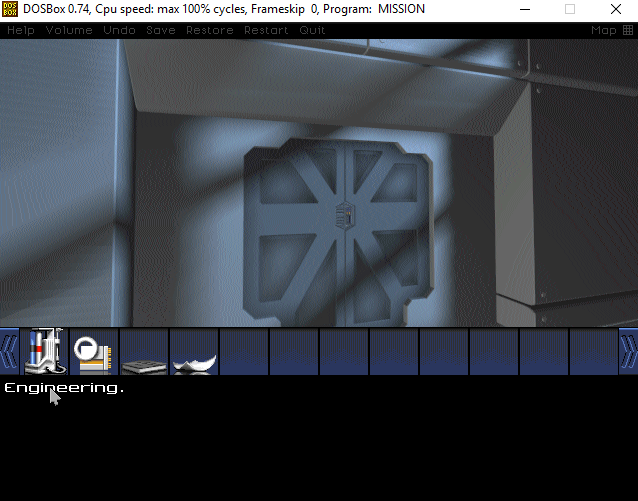 DOSBox 0.74, Cpu speed: max 100% cycles, Frameskip 0, Program: MISSION
Help Volume Undo Save Restore Restart Quit Map
Engineering.